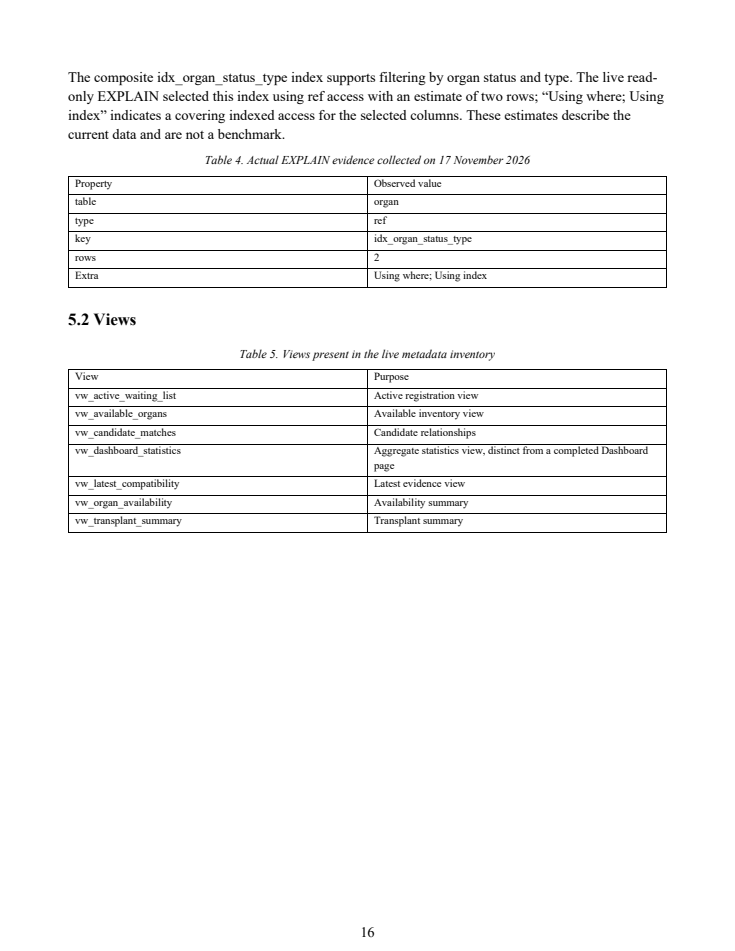 The composite idx_organ_status_type index supports filtering by organ status and type. The live read-
only EXPLAIN selected this index using ref access with an estimate of two rows; “Using where; Using
index” indicates a covering indexed access for the selected columns. These estimates describe the
current data and are not a benchmark.
Table 4. Actual EXPLAIN evidence collected on 17 November 2026
Property Observed value
table organ
type ref
key idx_organ_status_type
rows 2
Extra Using where; Using index
5.2 Views
Table 5. Views present in the live metadata inventory
View Purpose
vw_active_waiting_list Active registration view
vw_available_organs Available inventory view
vw_candidate_matches Candidate relationships
vw_dashboard_statistics Aggregate statistics view, distinct from a completed Dashboard
page
vw_latest_compatibility Latest evidence view
vw_organ_availability Availability summary
vw_transplant_summary Transplant summary
16